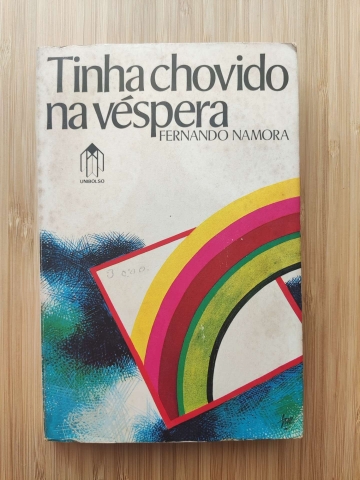 Tinha chovido
na véspera
FERNANDO NAMORA
UNIBOLSO